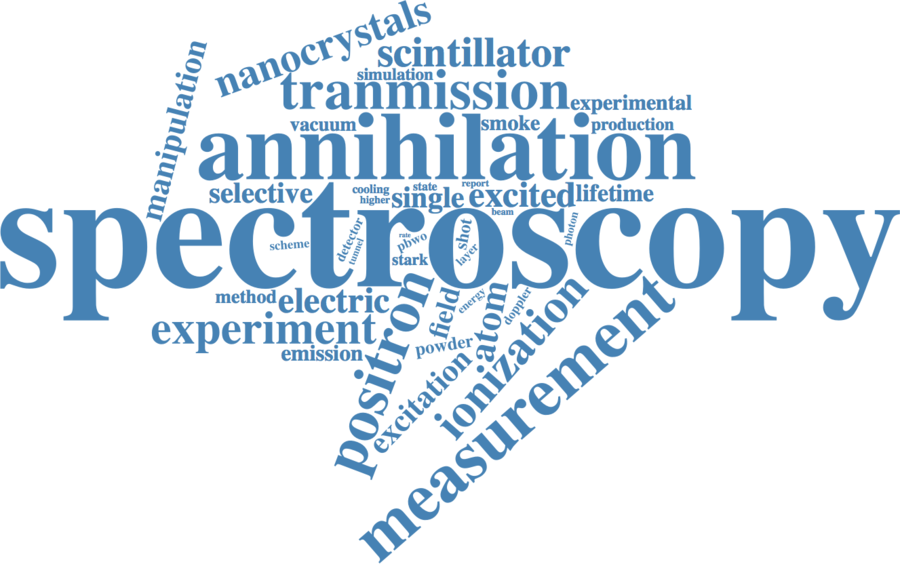 nanocrystals
scintillator
manipulation
simulation
tranmission
experimental
vacuum
smoke
production
annihilation
selective
cooling
state
report
higher
single
excited
lifetime
beam
spectroscopy
scheme
detector
tunnel
rate
pbwo
stark
shot
layer
photon
method
electric
experiment
emission
positron
field
energy
atom
doppler
powder
excitation
ionization
measurement